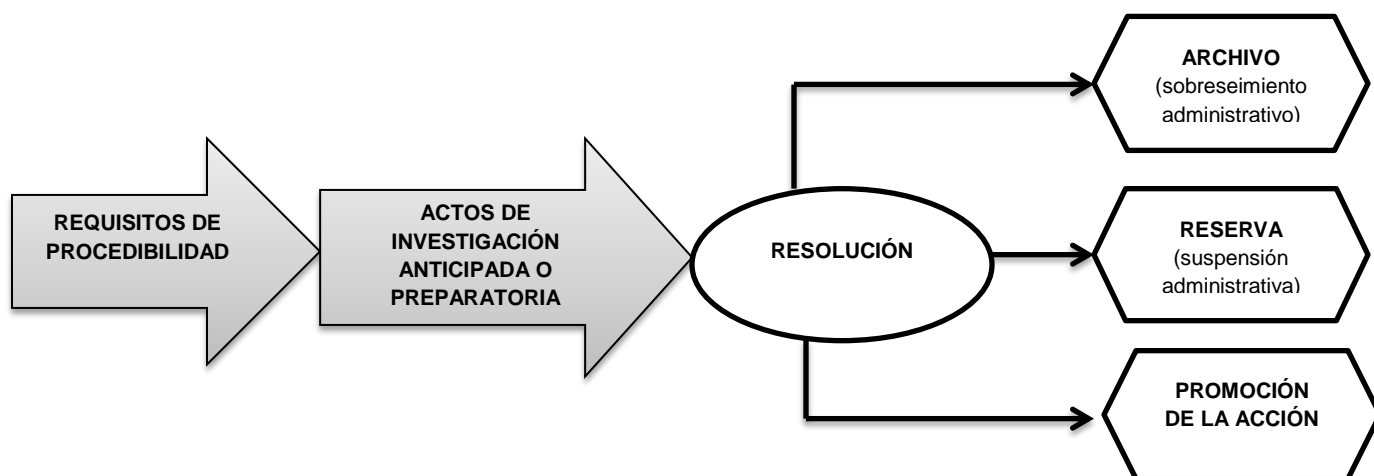 REQUISITOS DE
PROCEDIBILIDAD
ACTOS DE
INVESTIGACIÓN
ANTICIPADA O
PREPARATORIA
RESOLUCIÓN
ARCHIVO
(sobreseimiento
administrativo)
RESERVA
(suspensión
administrativa)
PROMOCIÓN
DE LA ACCIÓN